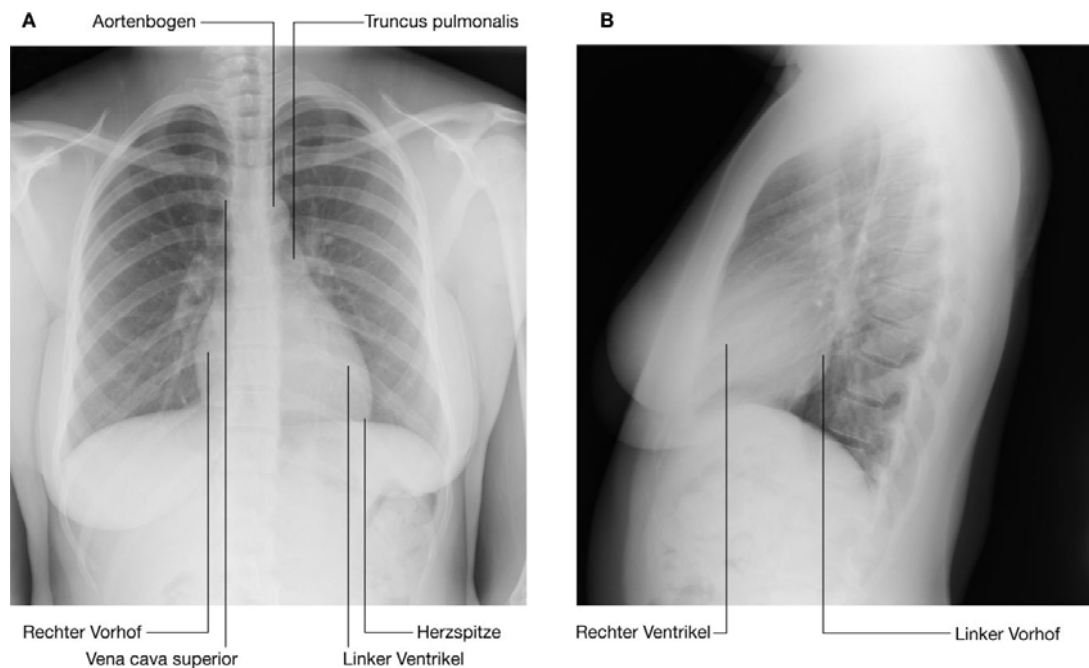 A
Aortenbogen
Truncus pulmonalis
B
Rechter Vorhof
Herzspitze
Vena cava superior
Linker Ventrikel
Rechter Ventrikel
Linker Vorhof